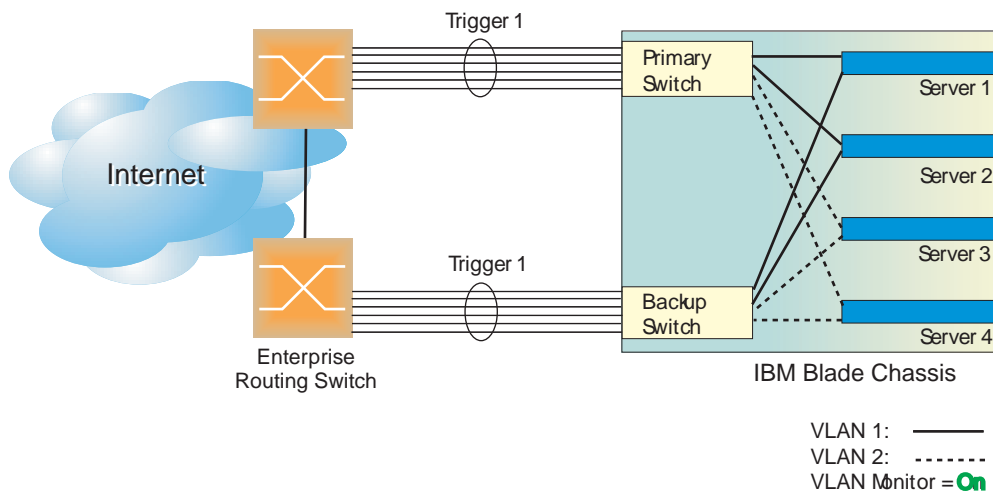 Trigger 1
Primary
Switch
Server 1
Internet
Server 2
Server 3
Trigger 1
Backup
Switch
Server 4
Enterprise
Routing Switch
IBM Blade Chassis
VLAN 1:
VLAN 2:
VLAN Monitor = On